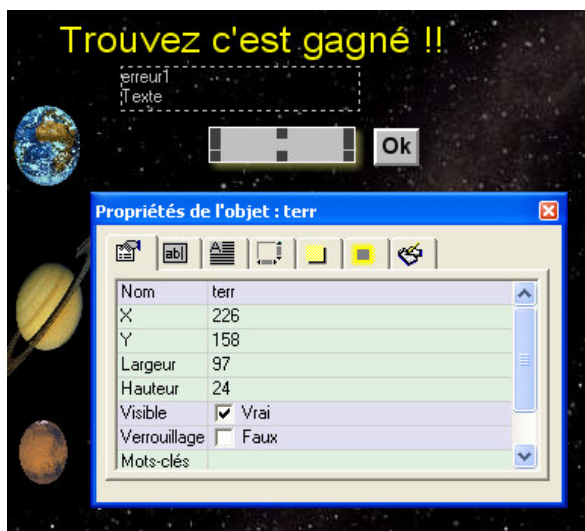 Trouvez c'est gagné !!
erreur1
Texte
Ok
Propriétés de l'objet : terr
ab
A
Nom terr
X 226
Y 158
Largeur 97
Hauteur 24
Visible Vrai
Verrouillage Faux
Mots-clés